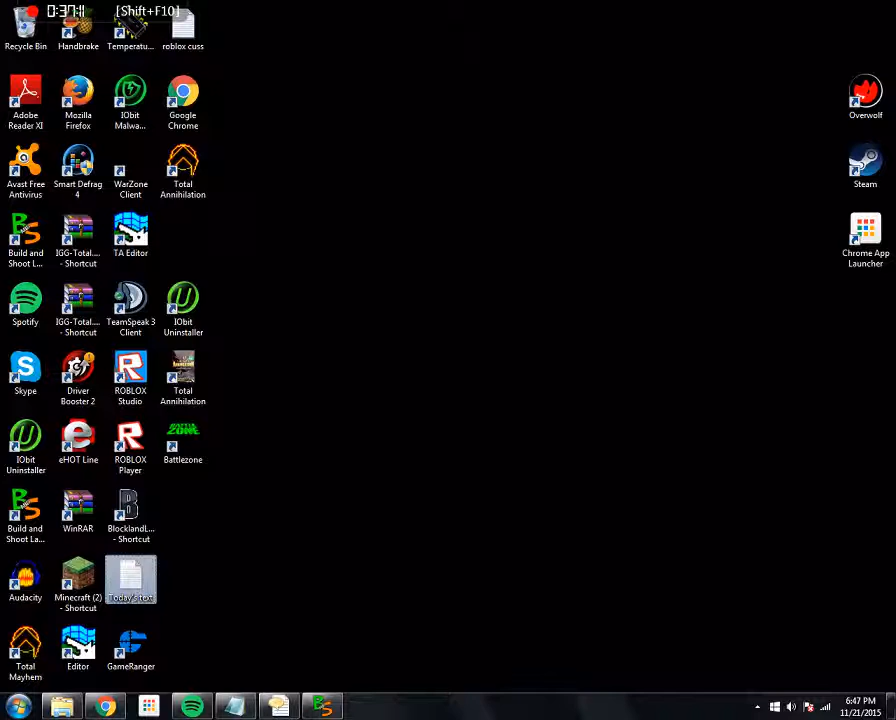 0:37:11 [Shift+F10]
Recycle Bin
Handbrake
Temperatu...
roblox cuss
Adobe
Reader XI
Mozilla
Firefox
IObit
Malwa...
Google
Chrome
Overwolf
Avast Free
Antivirus
Smart Defrag
4
WarZone
Client
Total
Annihilation
Steam
Build and
Shoot L...
IGG-Total....
- Shortcut
TA Editor
Chrome App
Launcher
Spotify
IGG-Total....
- Shortcut
TeamSpeak 3
Client
IObit
Uninstaller
Skype
Driver
Booster 2
ROBLOX
Studio
Total
Annihilation
IObit
Uninstaller
eHOT Line
ROBLOX
Player
BATTLE
ZONE
Battlezone
Build and
Shoot La...
WinRAR
BlocklandL...
- Shortcut
Audacity
Minecraft (2)
- Shortcut
Today's text
Total
Mayhem
Editor
GameRanger
6:47 PM
11/21/2015